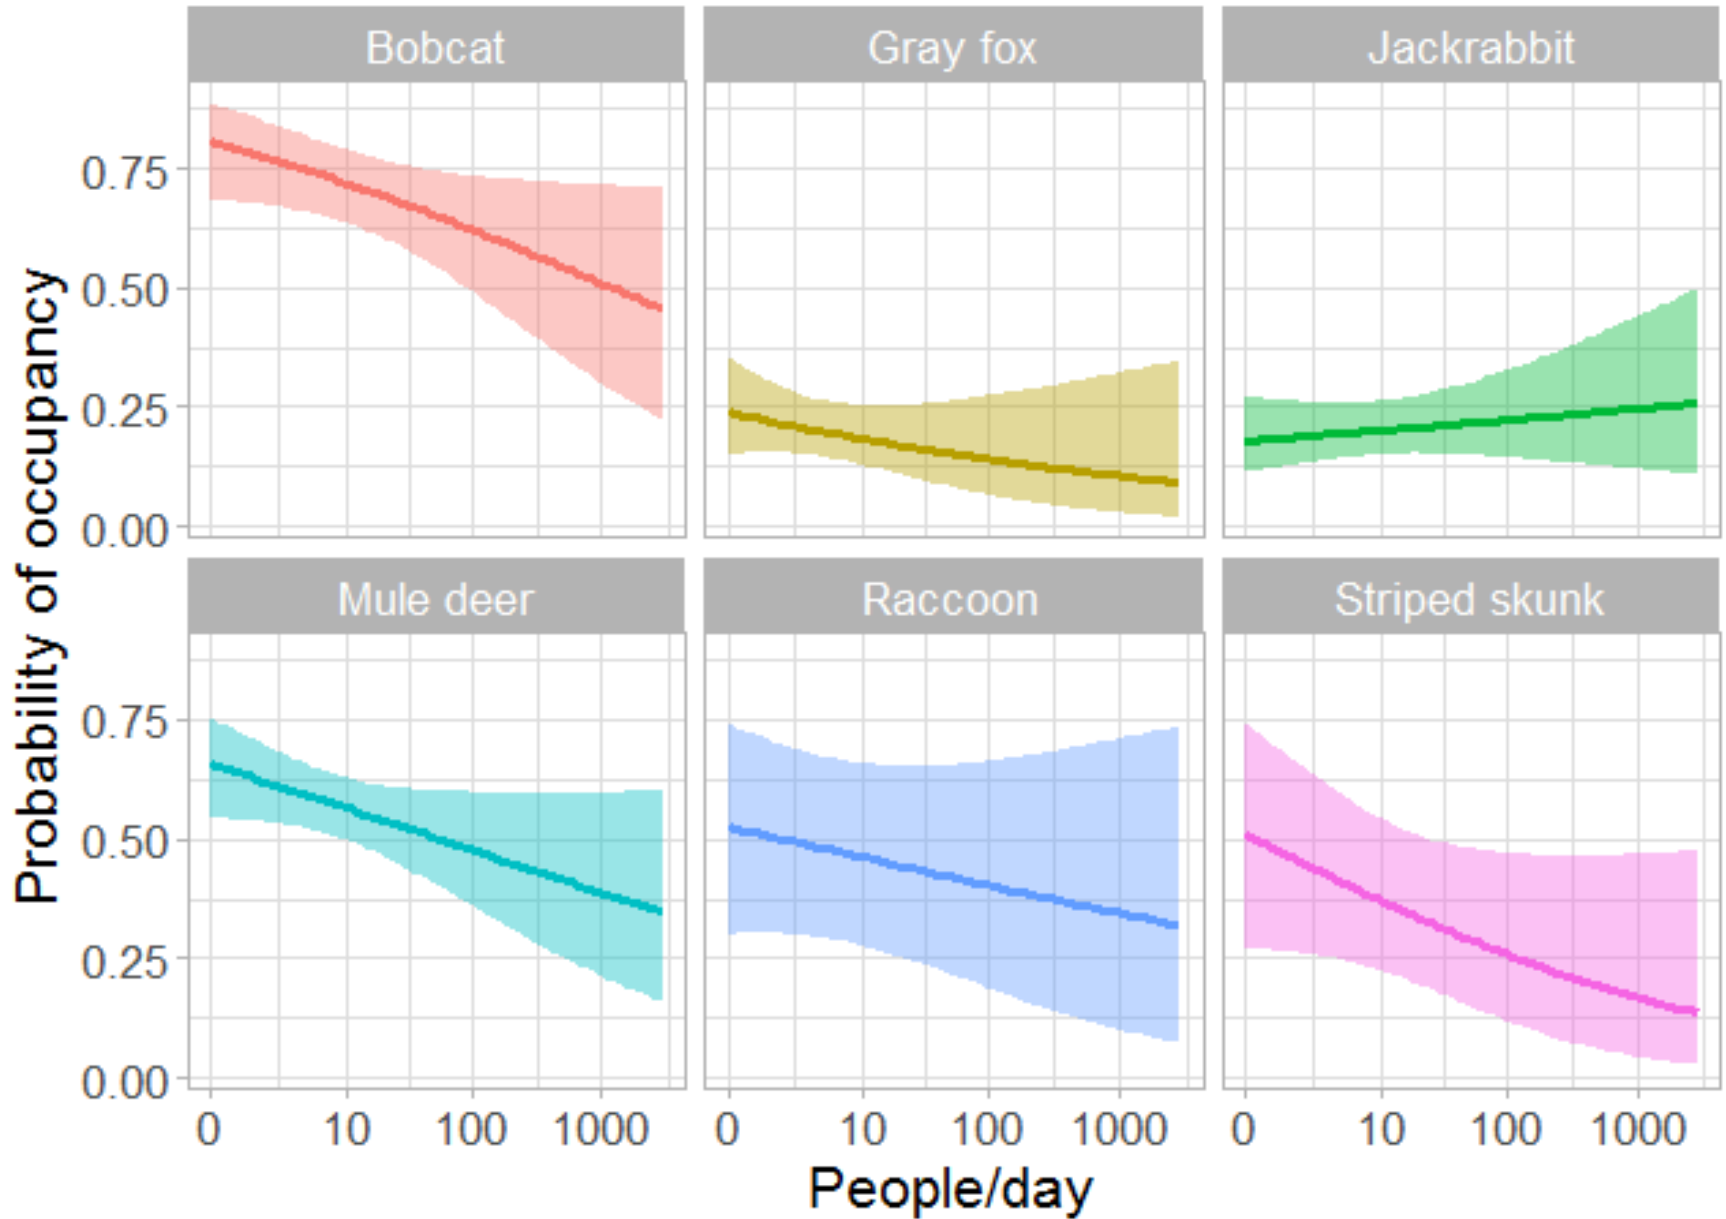 Bobcat Gray fox Jackrabbit
0.75
0.50
0.25
0.00
Probability of occupancy
Mule deer Raccoon Striped skunk
0.75
0.50
0.25
0.00
0 10 100 1000 0 10 100 1000 0 10 100 1000
People/day